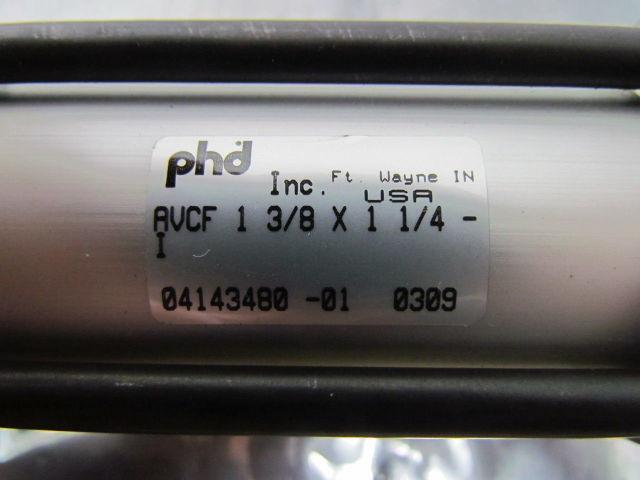 phd
Inc. Ft. Wayne IN
USA
AVCF 1 3/8 X 1 1/4 -
I
04143480 -01 0309